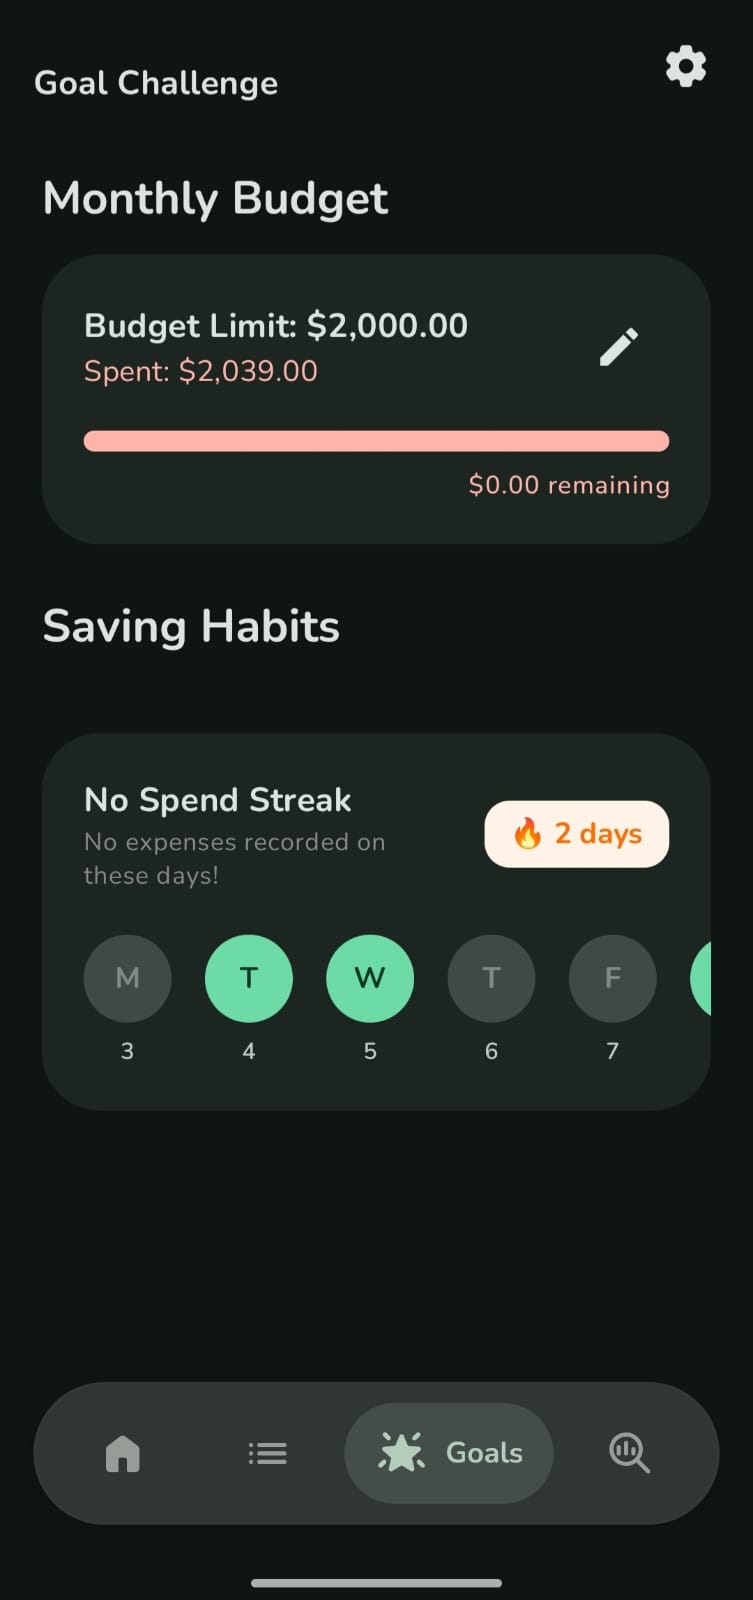 Goal Challenge
Monthly Budget
Budget Limit: $2,000.00
Spent: $2,039.00
$0.00 remaining
Saving Habits
No Spend Streak
No expenses recorded on
these days!
🔥 2 days
M T W T F
3 4 5 6 7
Goals